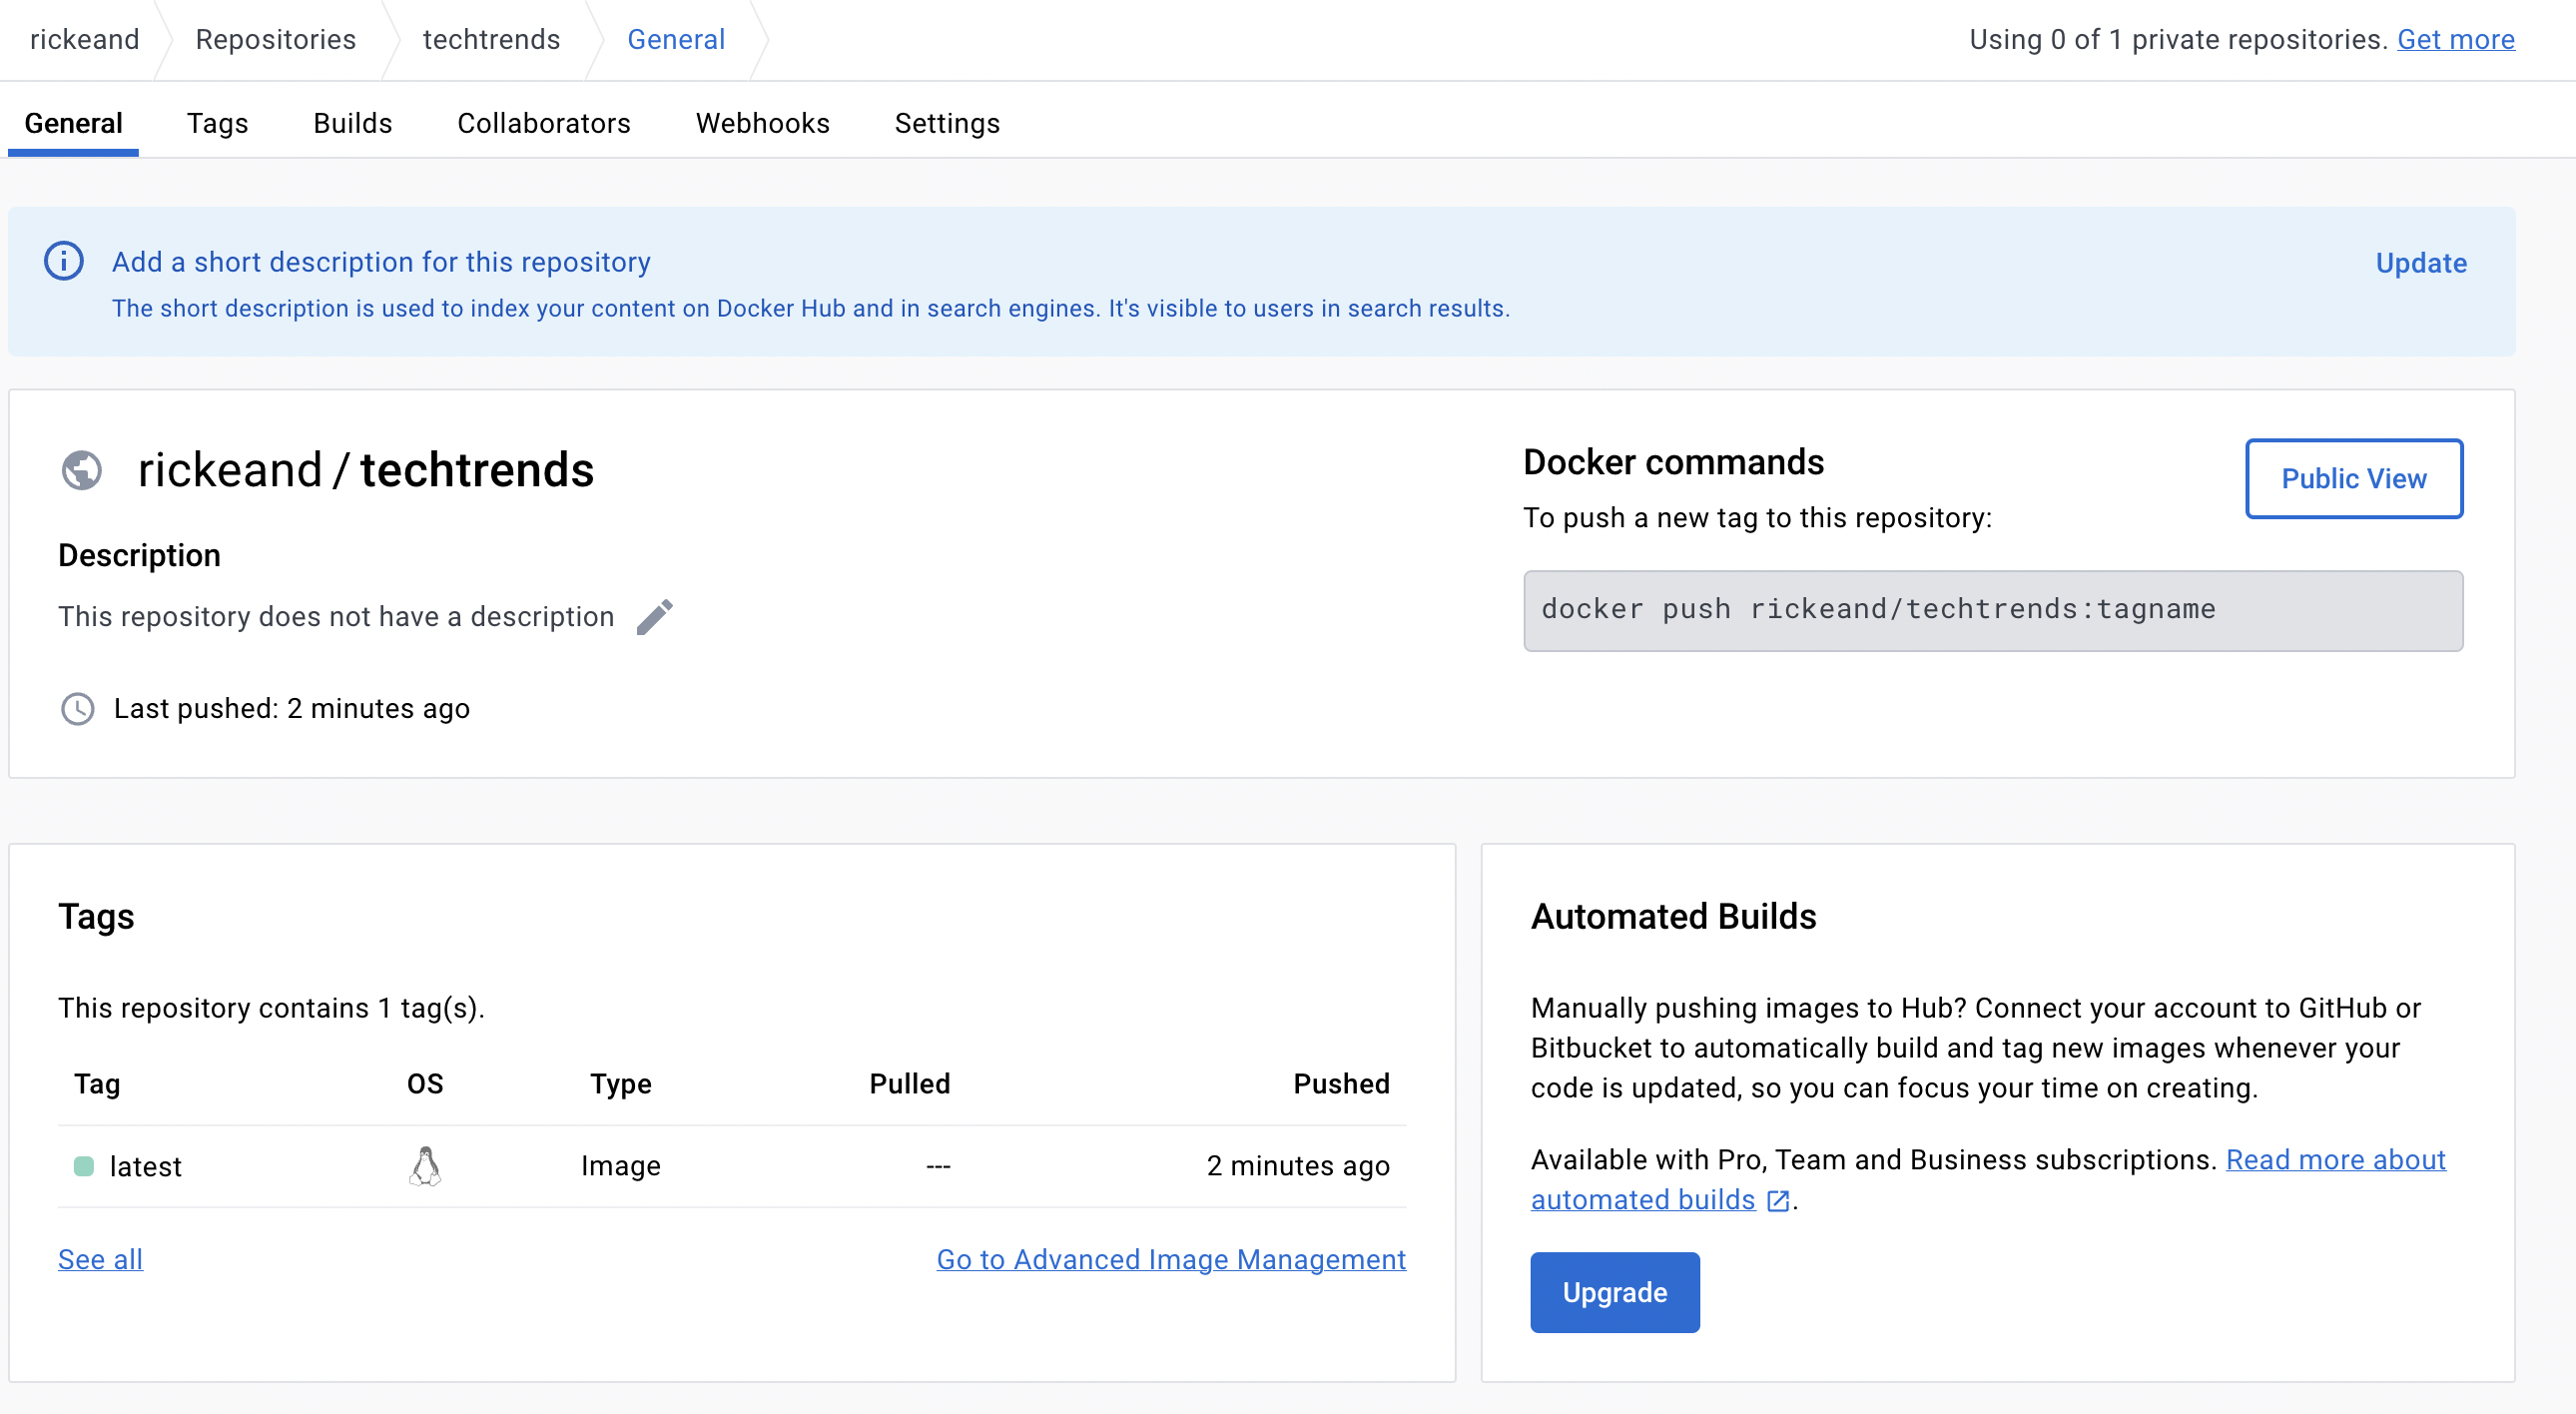 rickeand
Repositories
techtrends
General
Using 0 of 1 private repositories. Get more
General
Tags
Builds
Collaborators
Webhooks
Settings
Add a short description for this repository
Update
The short description is used to index your content on Docker Hub and in search engines. It's visible to users in search results.
rickeand / techtrends
Description
This repository does not have a description
Last pushed: 2 minutes ago
Docker commands
Public View
To push a new tag to this repository:
docker push rickeand/techtrends:tagname
Tags
This repository contains 1 tag(s).
Tag OS Type Pulled Pushed
latest Image --- 2 minutes ago
See all
Go to Advanced Image Management
Automated Builds
Manually pushing images to Hub? Connect your account to GitHub or
Bitbucket to automatically build and tag new images whenever your
code is updated, so you can focus your time on creating.
Available with Pro, Team and Business subscriptions. Read more about
automated builds .
Upgrade